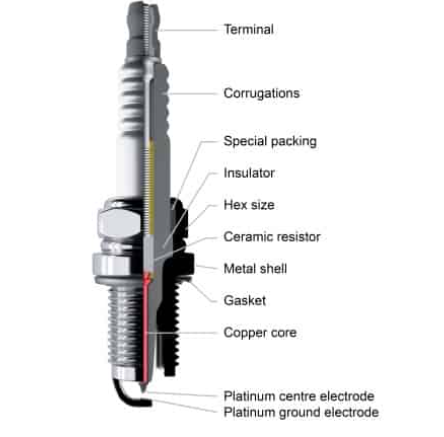 Terminal
Corrugations
Special packing
Insulator
Hex size
Ceramic resistor
Metal shell
Gasket
Copper core
Platinum centre electrode
Platinum ground electrode